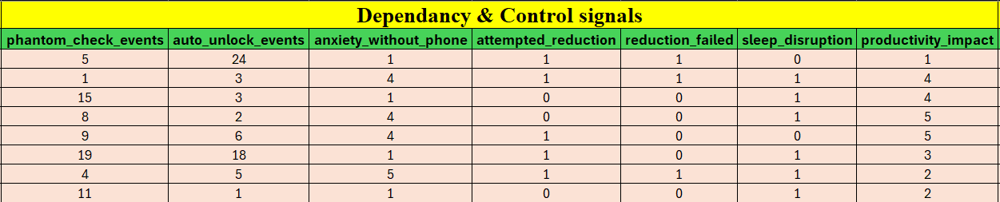 Dependancy & Control signals
phantom_check_events auto_unlock_events anxiety_without_phone attempted_reduction reduction_failed sleep_disruption productivity_impact
5 24 1 1 1 0 1
1 3 4 1 1 1 4
15 3 1 0 0 1 4
8 2 4 0 0 1 5
9 6 4 1 0 0 5
19 18 1 1 0 1 3
4 5 5 1 1 1 2
11 1 1 0 0 1 2